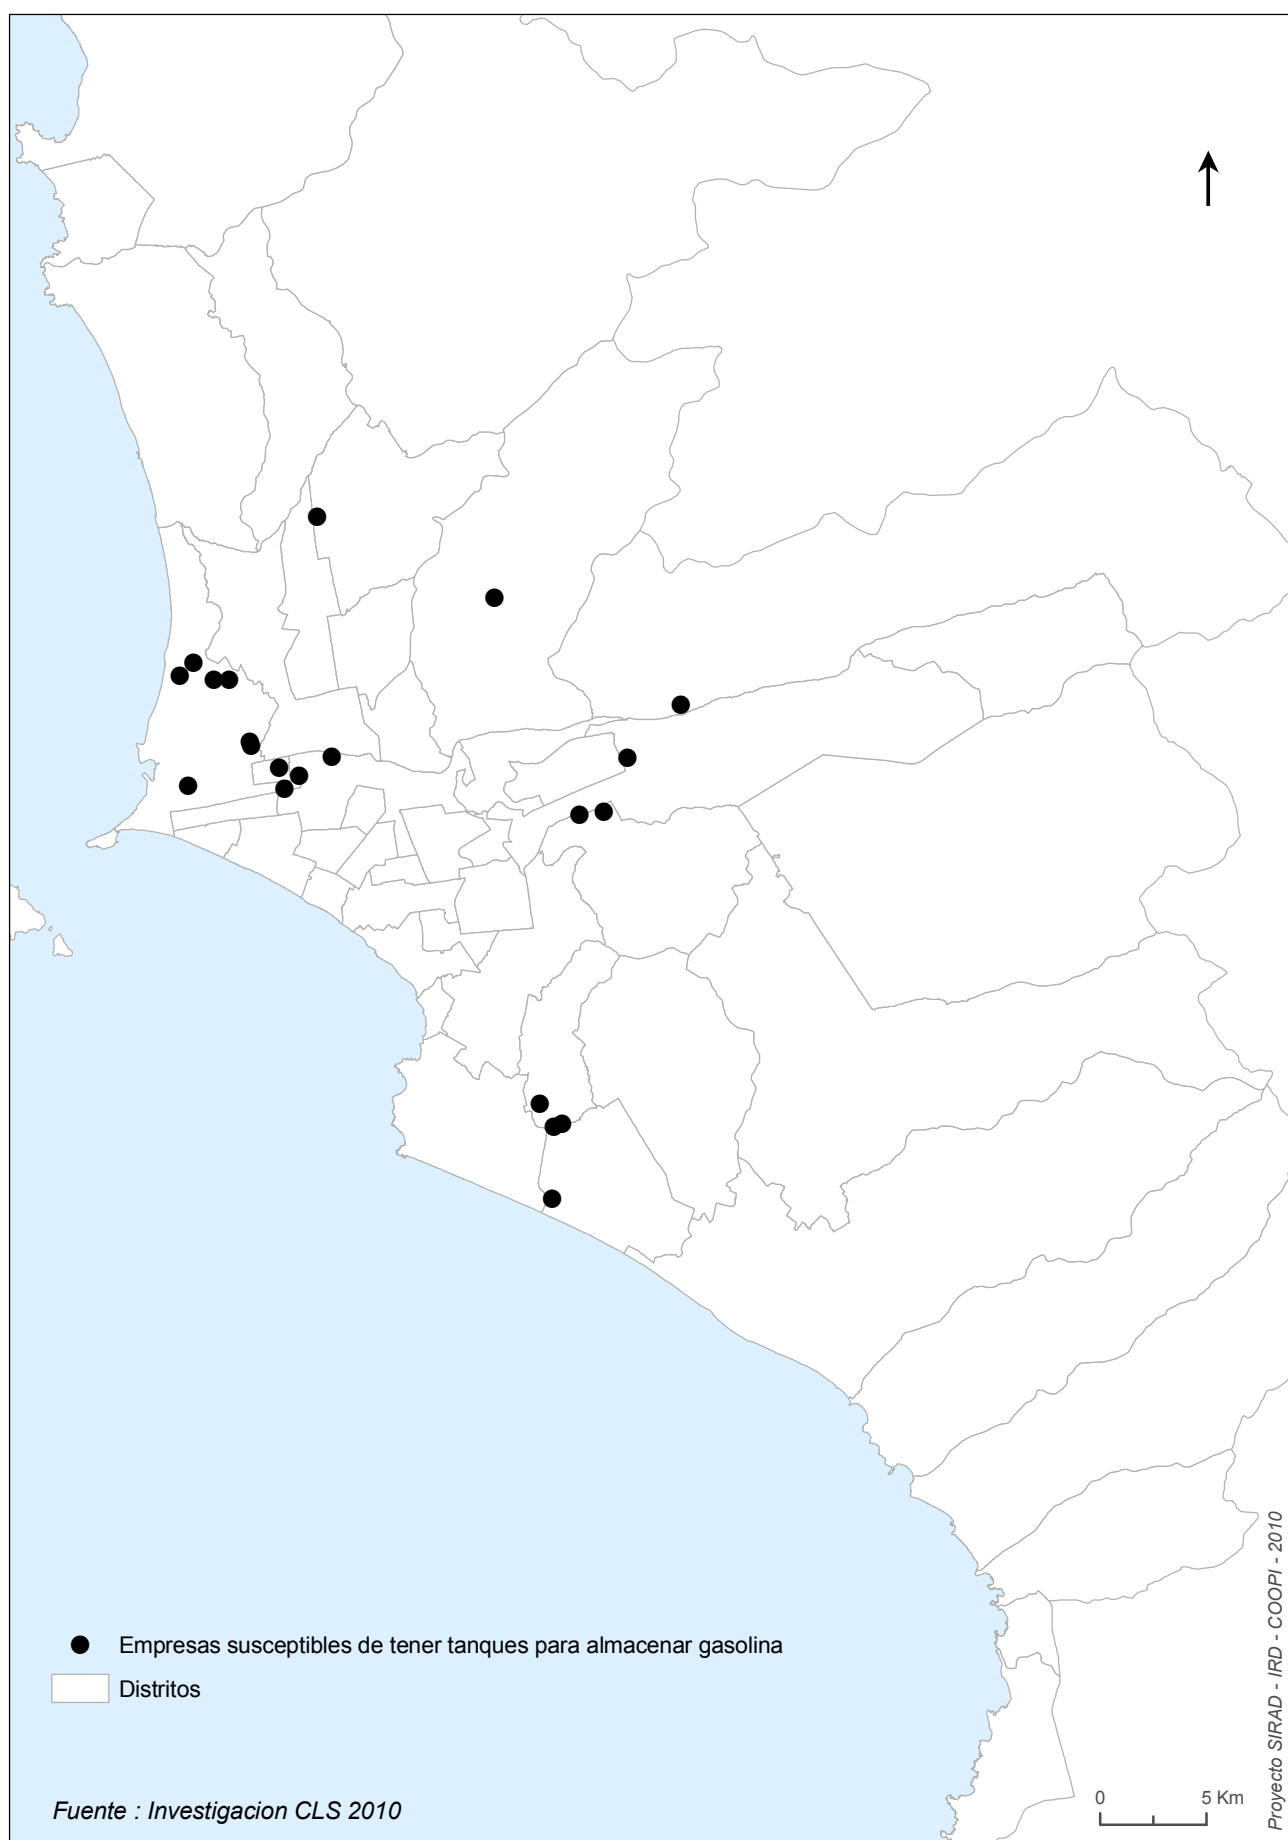 Empresas susceptibles de tener tanques para almacenar gasolina
Distritos
Fuente : Investigacion CLS 2010
0 5 Km
Proyecto SIRAD - IRD - COOPI - 2010